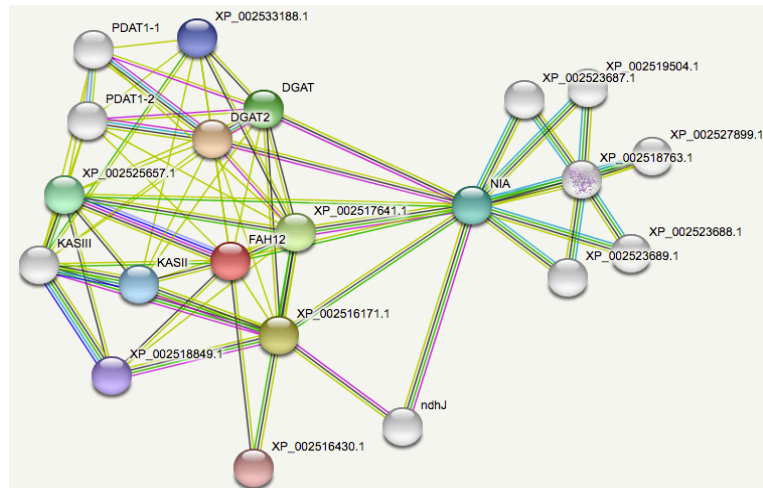 PDAT1-1
XP_002533188.1
XP_002519504.1
XP_002523687.1
DGAT
PDAT1-2
DGAT2
XP_002527899.1
XP_002518763.1
XP_002525657.1
NIA
XP_002517641.1
XP_002523688.1
FAH12
KASIII
KASII
XP_002523689.1
XP_002516171.1
XP_002518849.1
ndhJ
XP_002516430.1